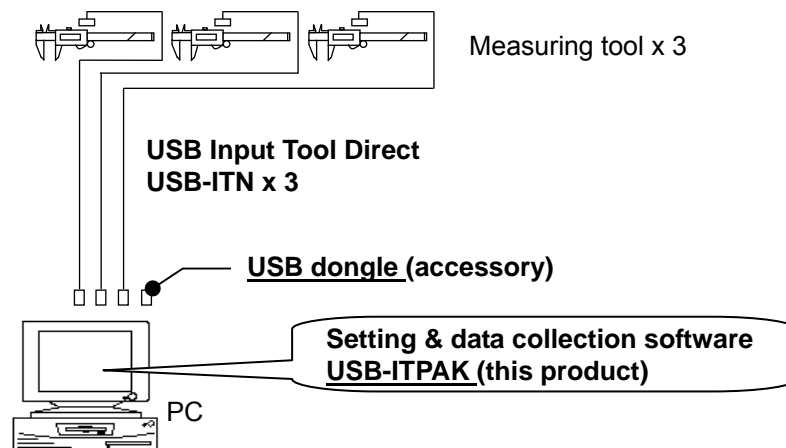 Measuring tool x 3
USB Input Tool Direct
USB-ITN x 3
USB dongle (accessory)
Setting & data collection software
USB-ITPAK (this product)
PC